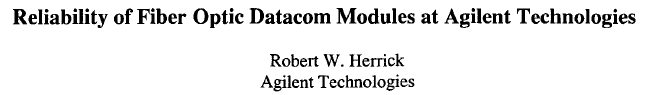 Reliability of Fiber Optic Datacom Modules at Agilent Technologies
Robert W. Herrick
Agilent Technologies